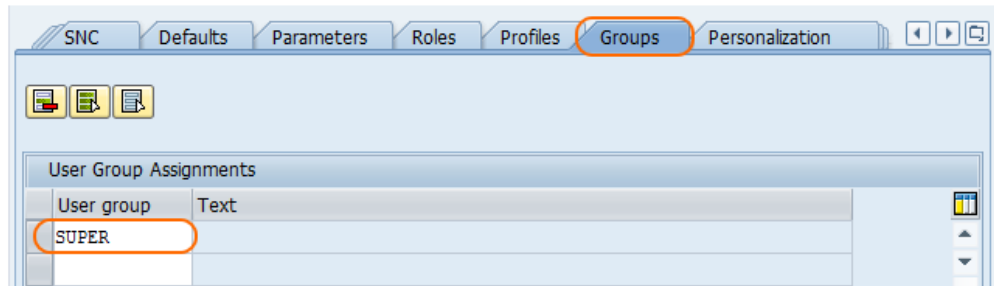 SNC Defaults Parameters Roles Profiles Groups Personalization
User Group Assignments
User group Text
SUPER